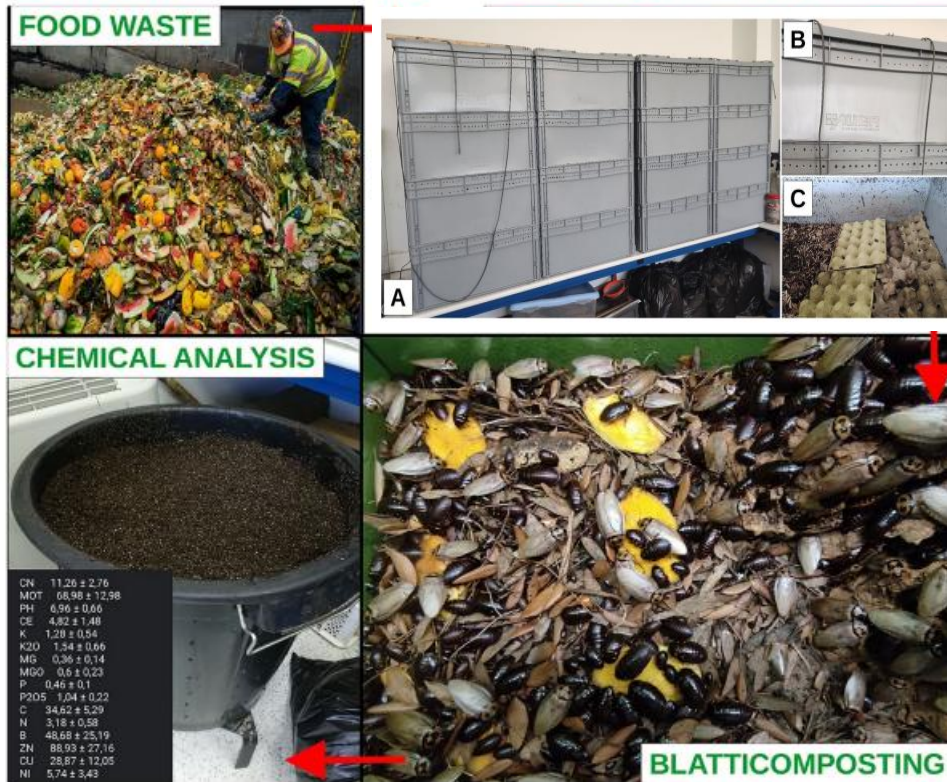 FOOD WASTE
A
B
C
CHEMICAL ANALYSIS
CN 11,26 ± 2,76
MOT 68,98 ± 12,98
PH 6,96 ± 0,66
CE 4,82 ± 1,48
K 1,28 ± 0,54
K2O 1,54 ± 0,66
MG 0,36 ± 0,14
MGO 0,6 ± 0,23
P 0,46 ± 0,1
P2O5 1,04 ± 0,22
C 34,62 ± 5,29
N 3,18 ± 0,58
B 48,68 ± 25,19
ZN 88,93 ± 27,16
CU 28,87 ± 12,05
NI 5,74 ± 3,43
BLATTICOMPOSTING